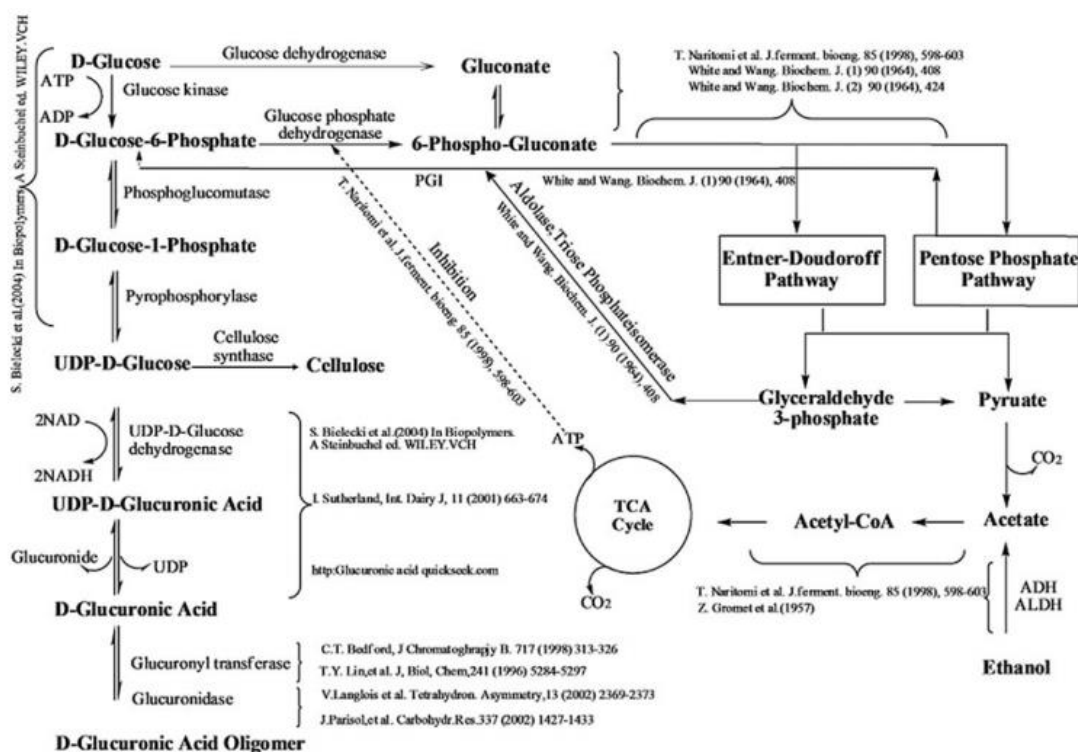 S. Bielocki et al.(2004) In Biopolymers. A Steinbuchel ed. WILEY.VCH
D-Glucose
Glucose dehydrogenase
Gluconate
T. Naritomi et al. J.ferment. bioeng. 85 (1998), 598-603
White and Wang. Biochem. J. (1) 90 (1964), 408
White and Wang. Biochem. J. (2) 90 (1964), 424
ATP
ADP
Glucose kinase
D-Glucose-6-Phosphate
Glucose phosphate
dehydrogenase
6-Phospho-Gluconate
PGI
White and Wang. Biochem. J. (1) 90 (1964), 408
Phosphoglucomutase
Inhibition
T. Naritomi et al. J.ferment. bioeng. 85 (1998), 598-603
Aldolase,Triose Phosphateisomerase
White and Wang. Biochem. J. (1) 90 (1964), 408
D-Glucose-1-Phosphate
Entner-Doudoroff
Pathway
Pentose Phosphate
Pathway
Pyrophosphorylase
UDP-D-Glucose
Cellulose
synthase
Cellulose
Glyceraldehyde
3-phosphate
Pyruate
2NAD
2NADH
UDP-D-Glucose
dehydrogenase
S. Bielecki et al.(2004) In Biopolymers.
A Steinbuchel ed. WILEY.VCH
ATP
CO2
UDP-D-Glucuronic Acid
I. Sutherland, Int. Dairy J, 11 (2001) 663-674
TCA
Cycle
Acetyl-CoA
Acetate
Glucuronide
UDP
http:Glucuronic acid quickseek.com
CO2
T. Naritomi et al. J.ferment. bioeng. 85 (1998), 598-603
Z. Gromet et al.(1957)
ADH
ALDH
D-Glucuronic Acid
Glucuronyl transferase
C.T. Bedford, J Chromatoghrapjy B. 717 (1998) 313-326
T.Y. Lin,et al. J, Biol, Chem,241 (1996) 5284-5297
Ethanol
Glucuronidase
V.Langlois et al. Tetrahydron. Asymmetry,13 (2002) 2369-2373
J.Parisol,et al. Carbohydr.Res.337 (2002) 1427-1433
D-Glucuronic Acid Oligomer